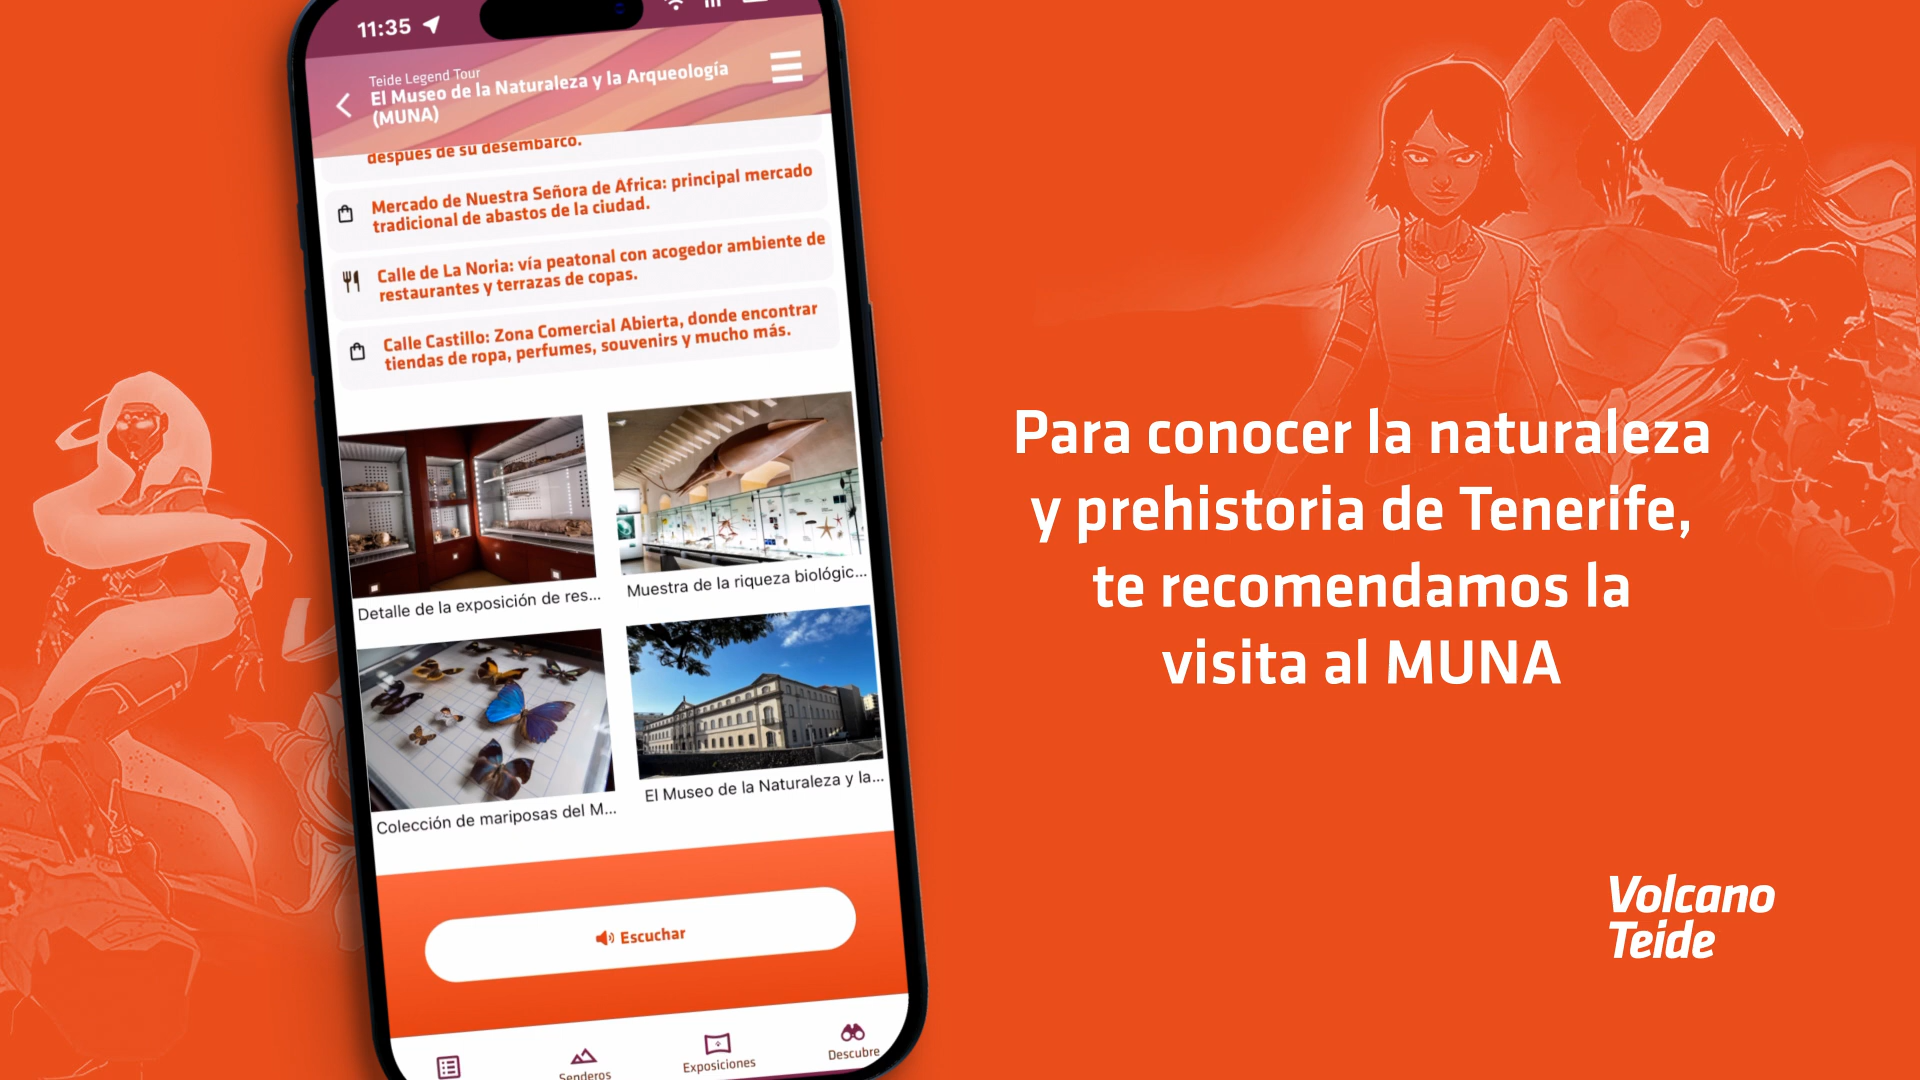 11:35
Teide Legend Tour
El Museo de la Naturaleza y la Arqueología
(MUNA)
después de su desembarco.
Mercado de Nuestra Señora de África: principal mercado
tradicional de abastos de la ciudad.
Calle de La Noria: vía peatonal con acogedor ambiente de
restaurantes y terrazas de copas.
Calle Castillo: Zona Comercial Abierta, donde encontrar
tiendas de ropa, perfumes, souvenirs y mucho más.
Detalle de la exposición de res...
Muestra de la riqueza biológic...
Colección de mariposas del M...
El Museo de la Naturaleza y la...
Escuchar
Senderos
Exposiciones
Descubre
Para conocer la naturaleza
y prehistoria de Tenerife,
te recomendamos la
visita al MUNA
Volcano
Teide